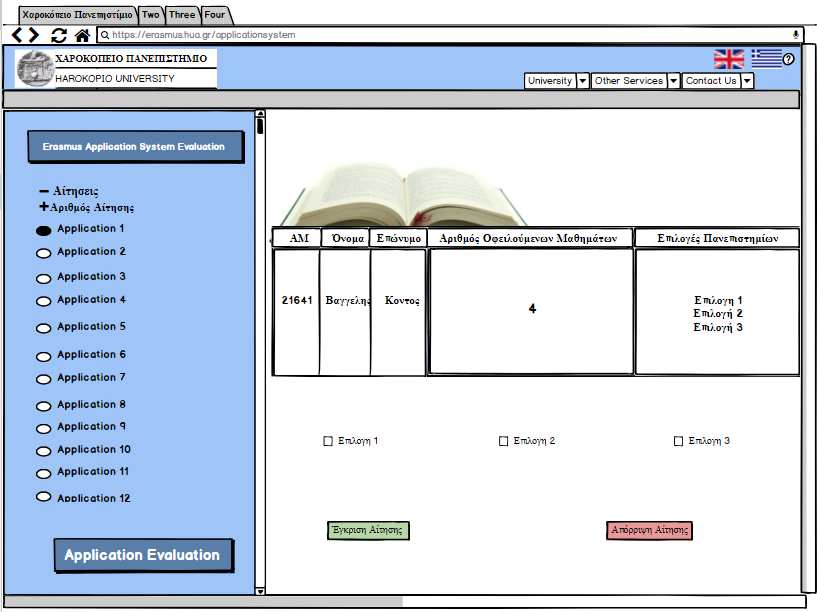 Χαροκόπειο Πανεπιστήμιο Two Three Four
https://erasmus.hua.gr/applicationsystem
ΧΑΡΟΚΟΠΕΙΟ ΠΑΝΕΠΙΣΤΗΜΙΟ
HAROKOPIO UNIVERSITY
University Other Services Contact Us
Erasmus Application System Evaluation
Αίτησεις
Αριθμός Αίτησης
Application 1
Application 2
Application 3
Application 4
Application 5
Application 6
Application 7
Application 8
Application 9
Application 10
Application 11
Application 12
Application Evaluation
ΑΜ Όνομα Επώνυμο Αριθμός Οφειλούμενων Μαθημάτων Επιλογές Πανεπιστημίων
21641 Βαγγελης Κοντος 4
Επιλογη 1
Επιλογή 2
Επιλογή 3
Επιλογη 1 Επιλογη 2 Επιλογη 3
Έγκριση Αίτησης Απόρριψη Αίτησης